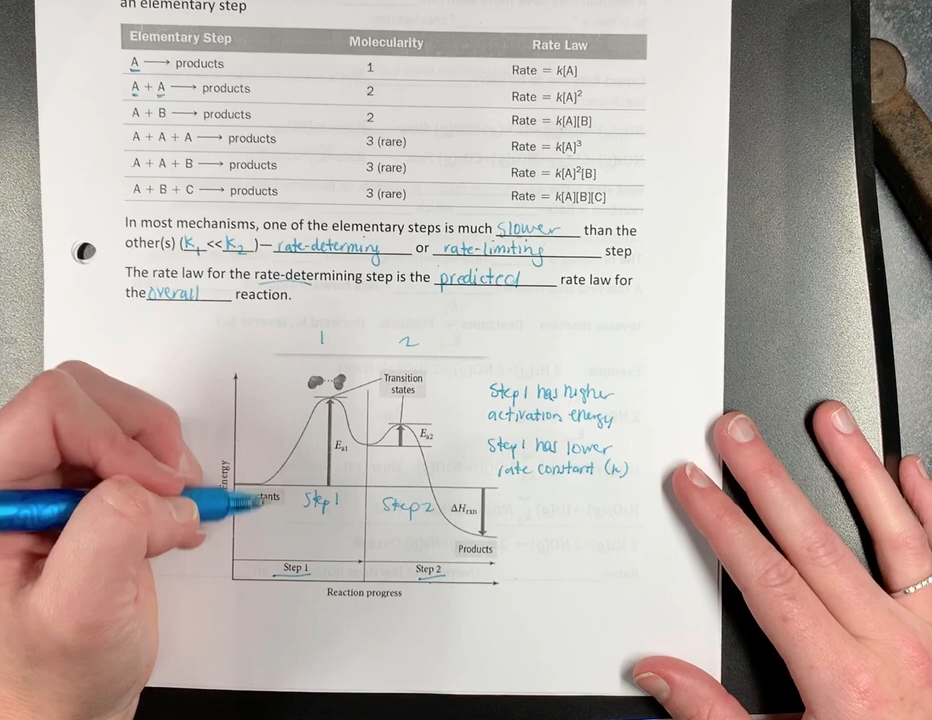 an elementary step
Elementary Step Molecularity Rate Law
A ⟶ products 1 Rate = k[A]
A + A ⟶ products 2 Rate = k[A]²
A + B ⟶ products 2 Rate = k[A][B]
A + A + A ⟶ products 3 (rare) Rate = k[A]³
A + A + B ⟶ products 3 (rare) Rate = k[A]²[B]
A + B + C ⟶ products 3 (rare) Rate = k[A][B][C]
In most mechanisms, one of the elementary steps is much slower than the
other(s) (k₁ << k₂ )– rate-determing or rate-limiting step
The rate law for the rate-determining step is the predicted rate law for
the overall reaction.
1 2
Transition
states
Step 1 has higher
activation energy
Step 1 has lower
rate constant (k)
Ea1
Ea2
Energy
tants
Step 1
Step 2
ΔHrxn
Products
Step 1
Step 2
Reaction progress